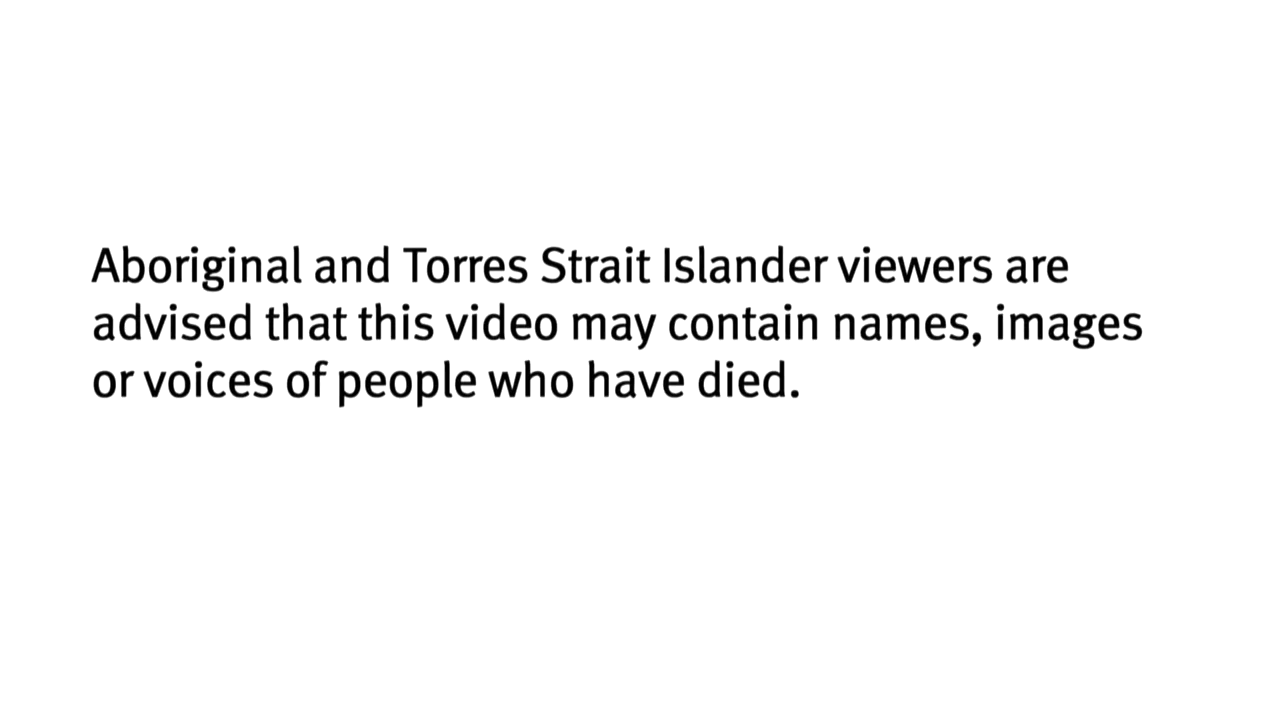 Aboriginal and Torres Strait Islander viewers are
advised that this video may contain names, images
or voices of people who have died.